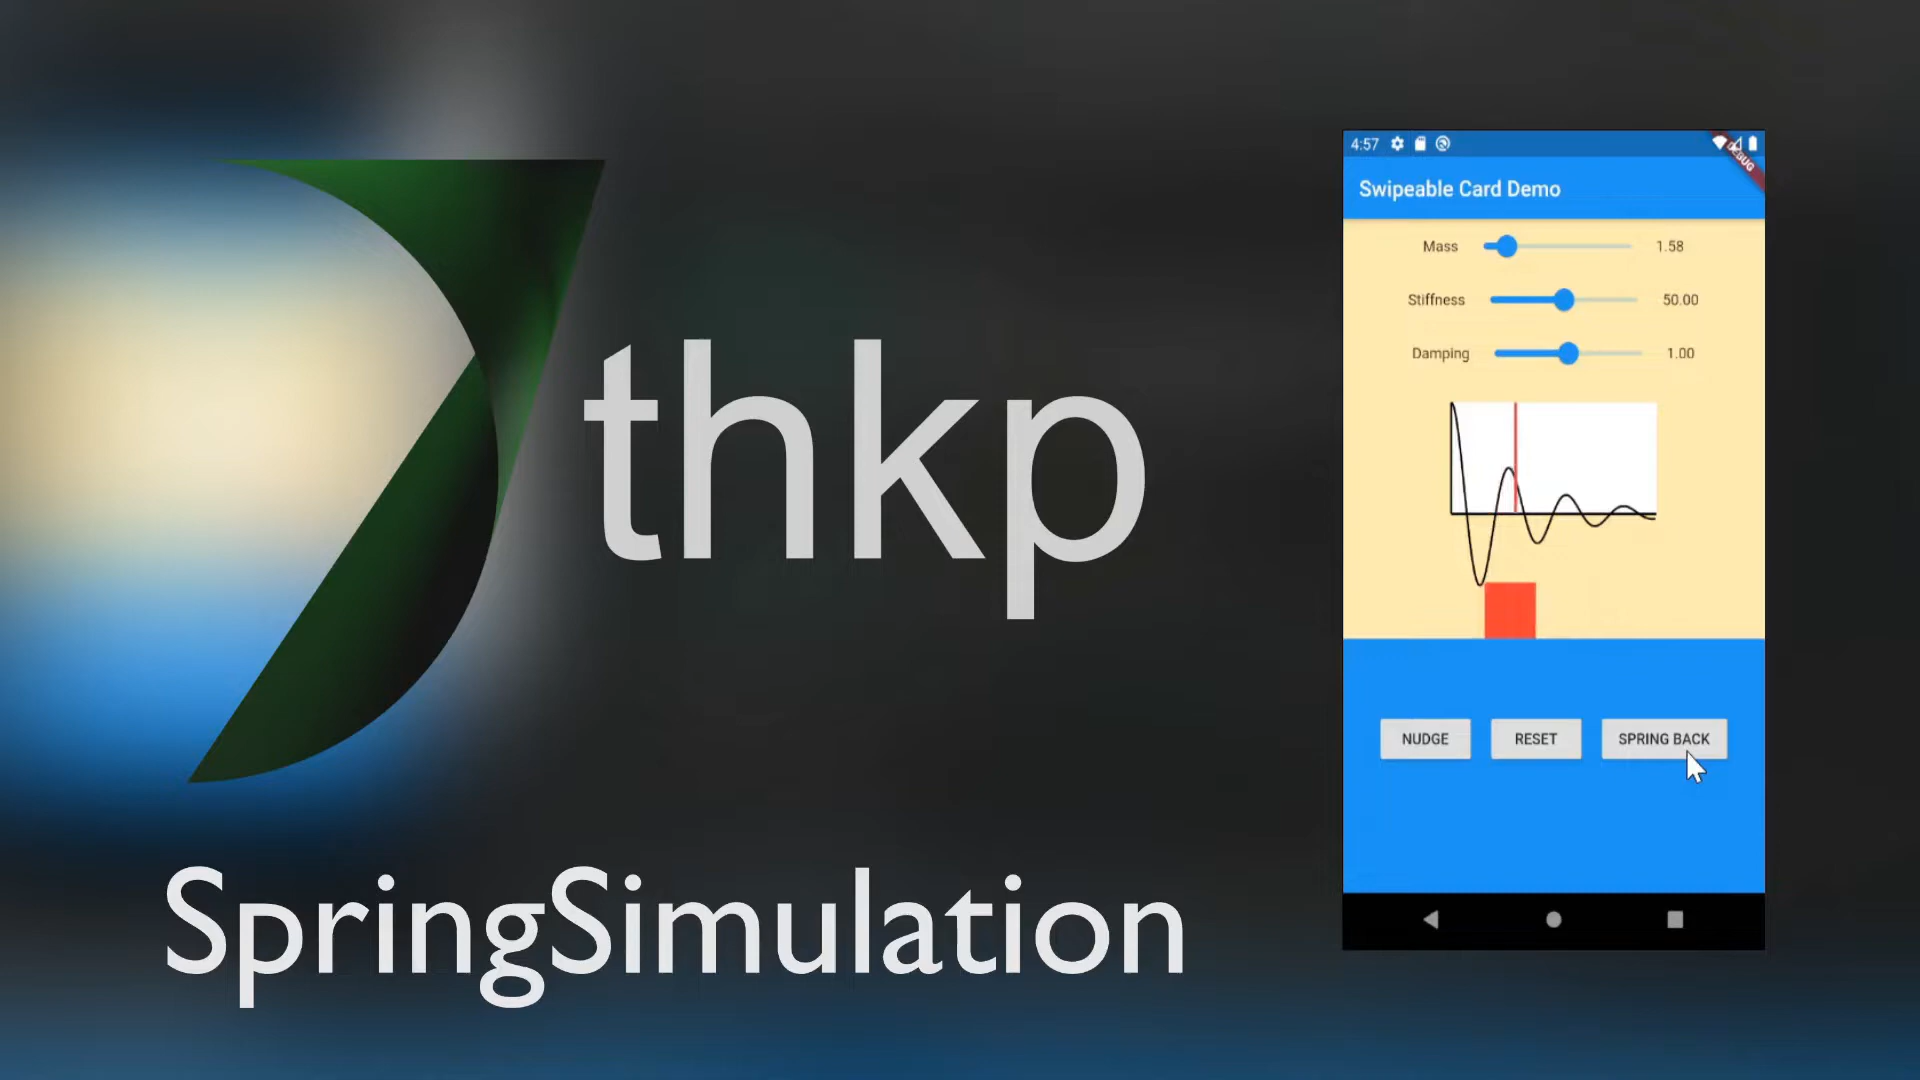 thkp
SpringSimulation
4:57
DEBUG
Swipeable Card Demo
Mass 1.58
Stiffness 50.00
Damping 1.00
NUDGE RESET SPRING BACK